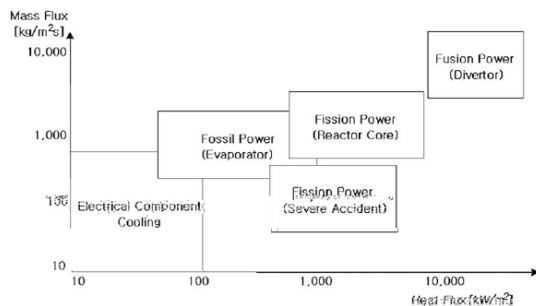 Mass Flux
[kg/m²s]
10,000
Fusion Power
(Divertor)
Fission Power
(Reactor Core)
1,000
Fossil Power
(Evaporator)
Fission Power
(Severe Accident)
100
Electrical Component
Cooling
10
10
100
1,000
10,000
Heat Flux[kW/m²]